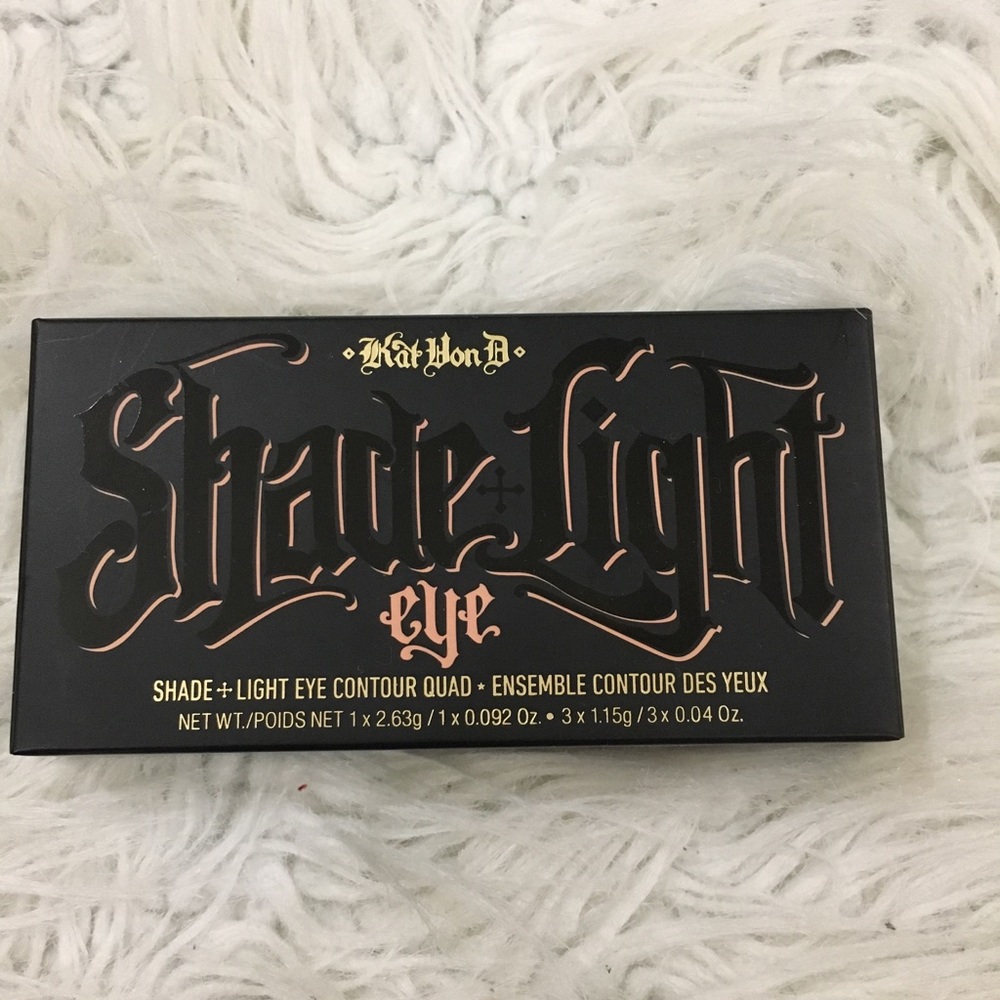 Kat Von D
Shade + Light
eye
SHADE + LIGHT EYE CONTOUR QUAD ★ ENSEMBLE CONTOUR DES YEUX
NET WT./POIDS NET 1 x 2.63g / 1 x 0.092 Oz. • 3 x 1.15g / 3 x 0.04 Oz.